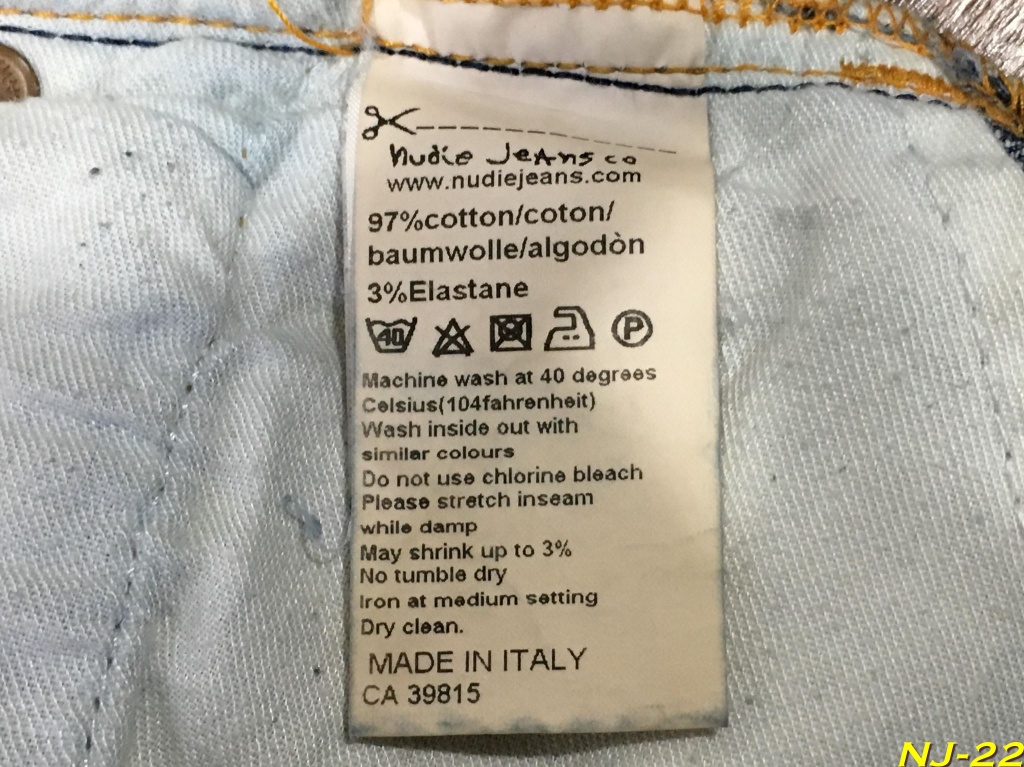 nudie Jeans co
www.nudiejeans.com
97%cotton/coton/
baumwolle/algodòn
3%Elastane
40 P
Machine wash at 40 degrees
Celsius(104fahrenheit)
Wash inside out with
similar colours
Do not use chlorine bleach
Please stretch inseam
while damp
May shrink up to 3%
No tumble dry
Iron at medium setting
Dry clean.
MADE IN ITALY
CA 39815
NJ-22